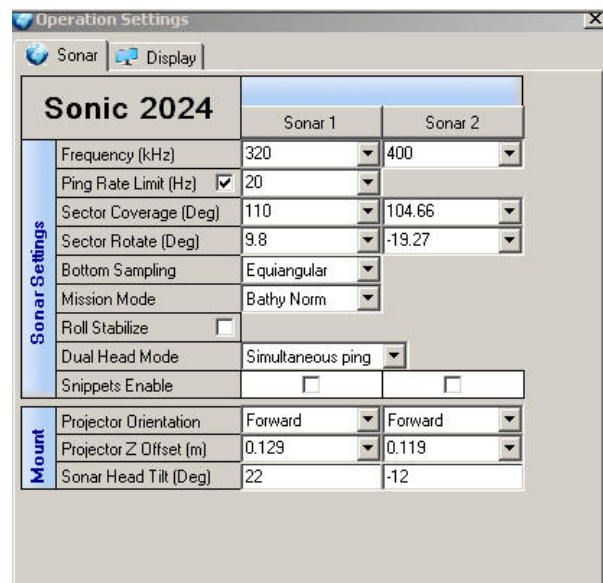 Operation Settings
Sonar Display
Sonic 2024
Sonar 1 Sonar 2
Sonar Settings
Frequency (kHz) 320 400
Ping Rate Limit (Hz) 20
Sector Coverage (Deg) 110 104.66
Sector Rotate (Deg) 9.8 -19.27
Bottom Sampling Equiangular
Mission Mode Bathy Norm
Roll Stabilize
Dual Head Mode Simultaneous ping
Snippets Enable
Mount
Projector Orientation Forward Forward
Projector Z Offset (m) 0.129 0.119
Sonar Head Tilt (Deg) 22 -12